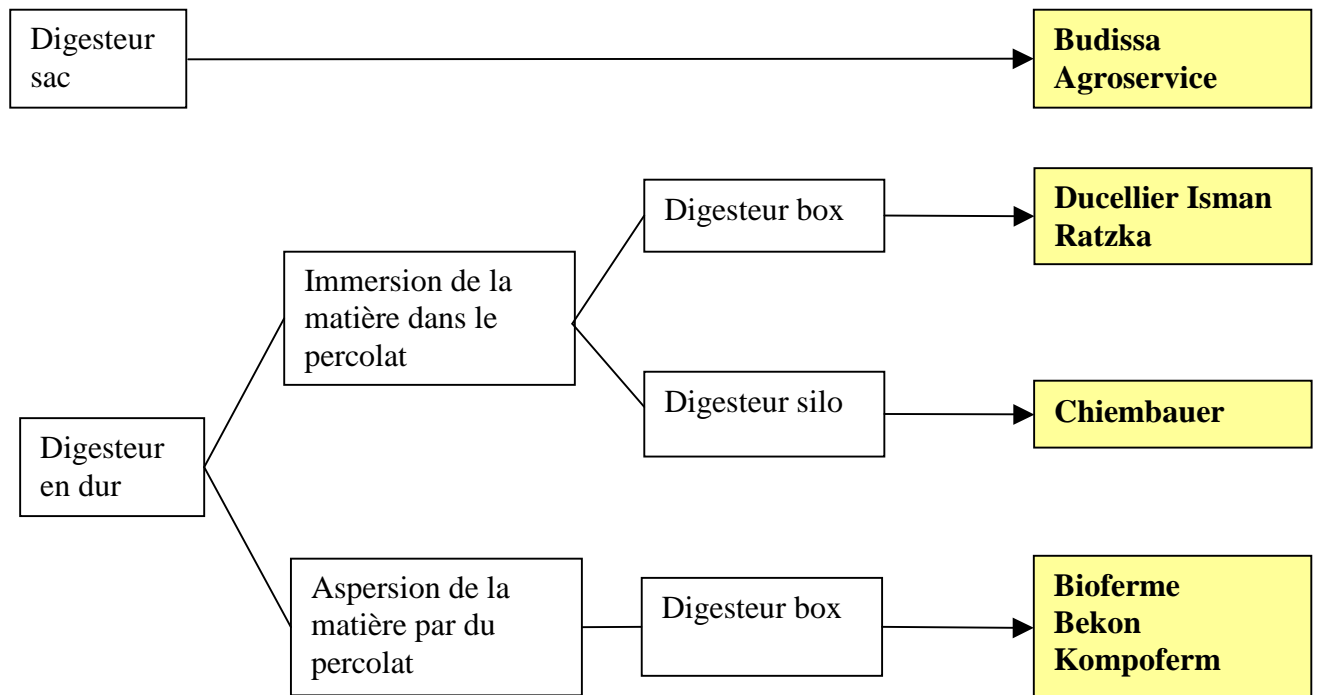 Digesteur
sac
Budissa
Agroservice
Digesteur
en dur
Immersion de la
matière dans le
percolat
Digesteur box
Ducellier Isman
Ratzka
Digesteur silo
Chiembauer
Aspersion de la
matière par du
percolat
Digesteur box
Bioferme
Bekon
Kompoferm